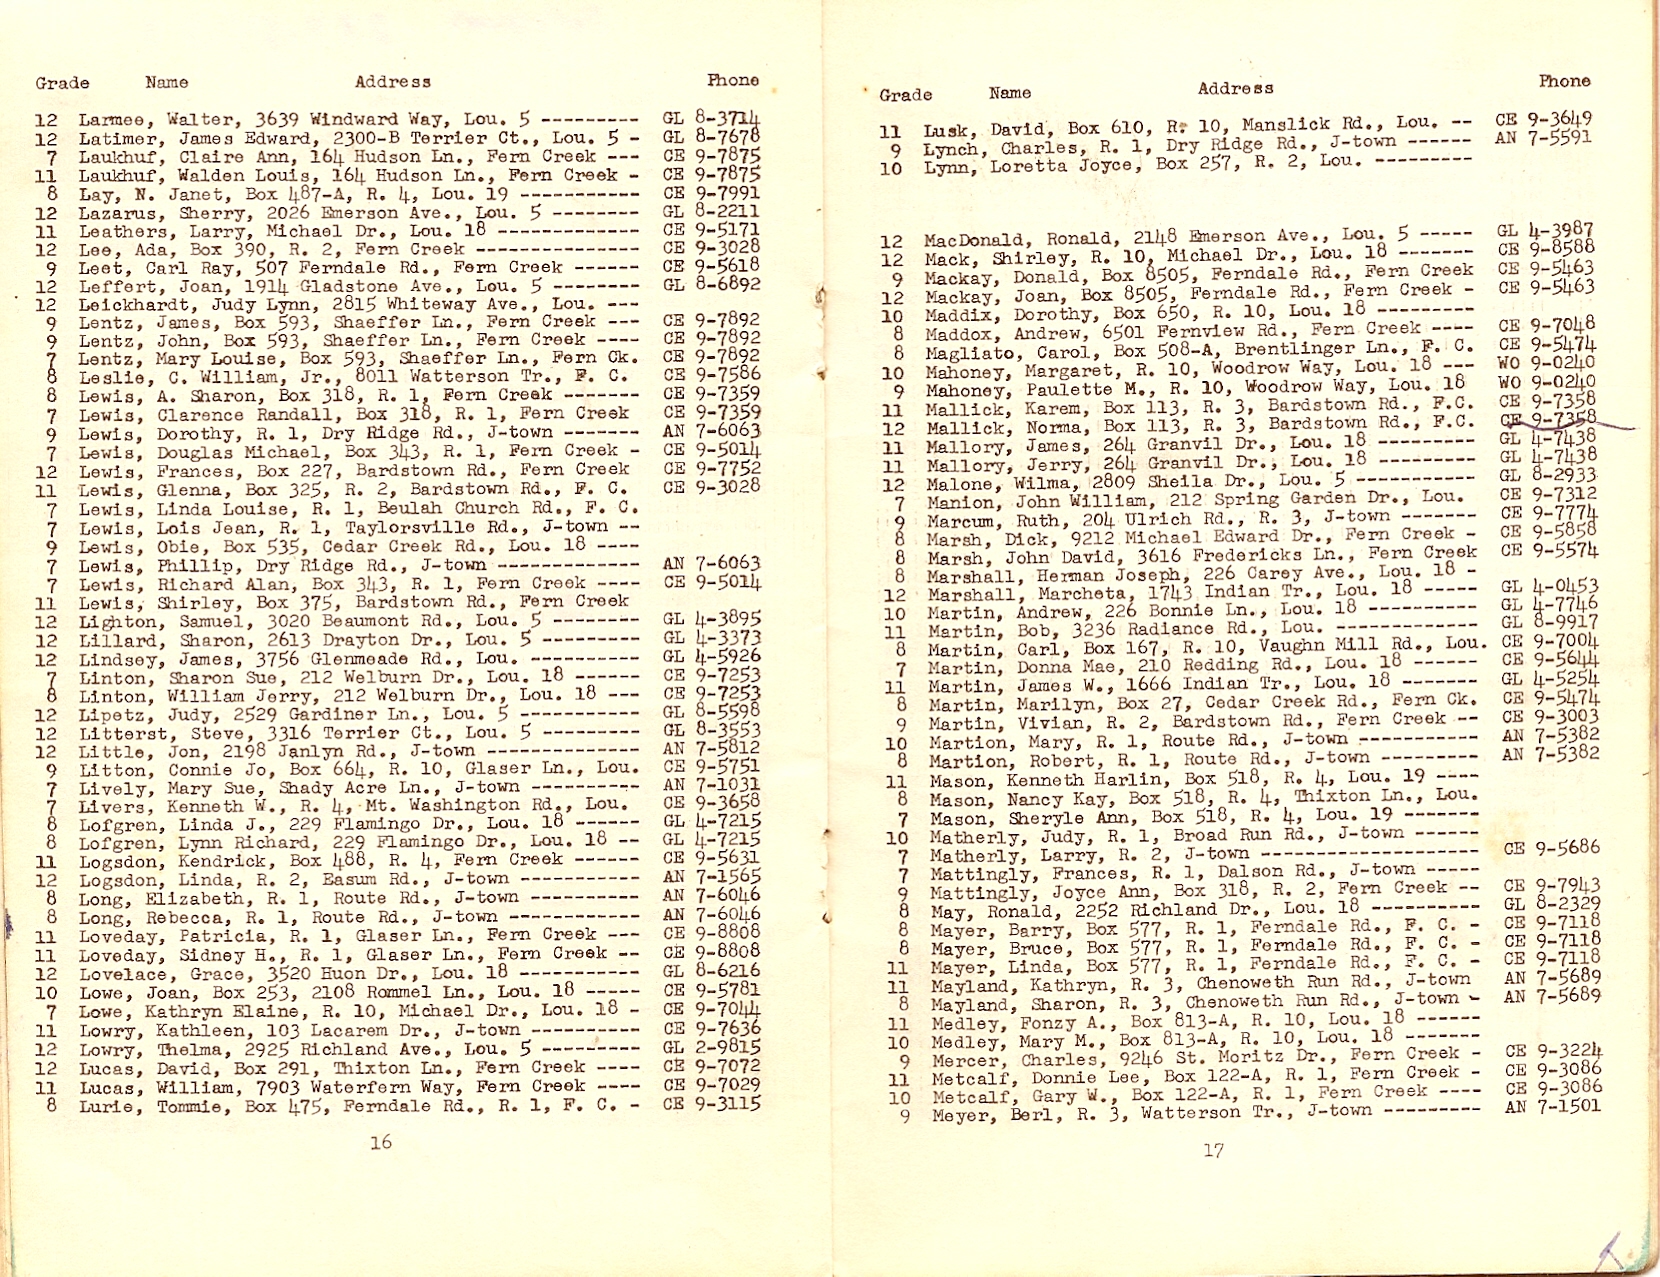 Grade Name Address Phone
12 Larmee, Walter, 3639 Windward Way, Lou. 5 --------- GL 8-3714
12 Latimer, James Edward, 2300-B Terrier Ct., Lou. 5 - GL 8-7678
7 Laukhuf, Claire Ann, 164 Hudson Ln., Fern Creek --- CE 9-7875
11 Laukhuf, Walden Louis, 164 Hudson Ln., Fern Creek - CE 9-7875
8 Lay, N. Janet, Box 487-A, R. 4, Lou. 19 ----------- CE 9-7991
12 Lazarus, Sherry, 2026 Emerson Ave., Lou. 5 -------- GL 8-2211
11 Leathers, Larry, Michael Dr., Lou. 18 ------------- CE 9-5171
12 Lee, Ada, Box 390, R. 2, Fern Creek --------------- CE 9-3028
9 Leet, Carl Ray, 507 Ferndale Rd., Fern Creek ------ CE 9-5618
12 Leffert, Joan, 1914 Gladstone Ave., Lou. 5 -------- GL 8-6892
12 Leickhardt, Judy Lynn, 2815 Whiteway Ave., Lou. ---
9 Lentz, James, Box 593, Shaeffer Ln., Fern Creek --- CE 9-7892
9 Lentz, John, Box 593, Shaeffer Ln., Fern Creek ---- CE 9-7892
7 Lentz, Mary Louise, Box 593, Shaeffer Ln., Fern Ck. CE 9-7892
8 Leslie, C. William, Jr., 8011 Watterson Tr., F. C. CE 9-7586
8 Lewis, A. Sharon, Box 318, R. 1, Fern Creek ------- CE 9-7359
7 Lewis, Clarence Randall, Box 318, R. 1, Fern Creek CE 9-7359
9 Lewis, Dorothy, R. 1, Dry Ridge Rd., J-town ------- AN 7-6063
7 Lewis, Douglas Michael, Box 343, R. 1, Fern Creek - CE 9-5014
12 Lewis, Frances, Box 227, Bardstown Rd., Fern Creek CE 9-7752
11 Lewis, Glenna, Box 325, R. 2, Bardstown Rd., F. C. CE 9-3028
7 Lewis, Linda Louise, R. 1, Beulah Church Rd., F. C.
7 Lewis, Lois Jean, R. 1, Taylorsville Rd., J-town --
9 Lewis, Obie, Box 535, Cedar Creek Rd., Lou. 18 ----
7 Lewis, Phillip, Dry Ridge Rd., J-town ------------- AN 7-6063
7 Lewis, Richard Alan, Box 343, R. 1, Fern Creek ---- CE 9-5014
11 Lewis, Shirley, Box 375, Bardstown Rd., Fern Creek
12 Lighton, Samuel, 3020 Beaumont Rd., Lou. 5 -------- GL 4-3895
12 Lillard, Sharon, 2613 Drayton Dr., Lou. 5 --------- GL 4-3373
12 Lindsey, James, 3756 Glenmeade Rd., Lou. ---------- GL 4-5926
7 Linton, Sharon Sue, 212 Welburn Dr., Lou. 18 ------ CE 9-7253
8 Linton, William Jerry, 212 Welburn Dr., Lou. 18 --- CE 9-7253
12 Lipetz, Judy, 2529 Gardiner Ln., Lou. 5 ----------- GL 8-5598
12 Litterst, Steve, 3316 Terrier Ct., Lou. 5 --------- GL 8-3553
12 Little, Jon, 2198 Janlyn Rd., J-town -------------- AN 7-5812
9 Litton, Connie Jo, Box 664, R. 10, Glaser Ln., Lou. CE 9-5751
7 Lively, Mary Sue, Shady Acre Ln., J-town ---------- AN 7-1031
7 Livers, Kenneth W., R. 4, Mt. Washington Rd., Lou. CE 9-3658
8 Lofgren, Linda J., 229 Flamingo Dr., Lou. 18 ------ GL 4-7215
8 Lofgren, Lynn Richard, 229 Flamingo Dr., Lou. 18 -- GL 4-7215
11 Logsdon, Kendrick, Box 488, R. 4, Fern Creek ------ CE 9-5631
12 Logsdon, Linda, R. 2, Easum Rd., J-town ----------- AN 7-1565
8 Long, Elizabeth, R. 1, Route Rd., J-town ---------- AN 7-6046
8 Long, Rebecca, R. 1, Route Rd., J-town ------------ AN 7-6046
11 Loveday, Patricia, R. 1, Glaser Ln., Fern Creek --- CE 9-8808
11 Loveday, Sidney H., R. 1, Glaser Ln., Fern Creek -- CE 9-8808
12 Lovelace, Grace, 3520 Huon Dr., Lou. 18 ----------- GL 8-6216
10 Lowe, Joan, Box 253, 2108 Rommel Ln., Lou. 18 ----- CE 9-5781
7 Lowe, Kathryn Elaine, R. 10, Michael Dr., Lou. 18 - CE 9-7044
11 Lowry, Kathleen, 103 Lacarem Dr., J-town ---------- CE 9-7636
12 Lowry, Thelma, 2925 Richland Ave., Lou. 5 --------- GL 2-9815
12 Lucas, David, Box 291, Thixton Ln., Fern Creek ---- CE 9-7072
11 Lucas, William, 7903 Waterfern Way, Fern Creek ---- CE 9-7029
8 Lurie, Tommie, Box 475, Ferndale Rd., R. 1, F. C. - CE 9-3115
16
Grade Name Address Phone
11 Lusk, David, Box 610, R. 10, Manslick Rd., Lou. -- CE 9-3649
9 Lynch, Charles, R. 1, Dry Ridge Rd., J-town ------ AN 7-5591
10 Lynn, Loretta Joyce, Box 257, R. 2, Lou. ---------
12 MacDonald, Ronald, 2148 Emerson Ave., Lou. 5 ----- GL 4-3987
12 Mack, Shirley, R. 10, Michael Dr., Lou. 18 ------- CE 9-8588
9 Mackay, Donald, Box 8505, Ferndale Rd., Fern Creek CE 9-5463
12 Mackay, Joan, Box 8505, Ferndale Rd., Fern Creek - CE 9-5463
10 Maddix, Dorothy, Box 650, R. 10, Lou. 18 ---------
8 Maddox, Andrew, 6501 Fernview Rd., Fern Creek ---- CE 9-7048
8 Magliato, Carol, Box 508-A, Brentlinger Ln., F. C. CE 9-5474
10 Mahoney, Margaret, R. 10, Woodrow Way, Lou. 18 --- WO 9-0240
9 Mahoney, Paulette M., R. 10, Woodrow Way, Lou. 18 WO 9-0240
11 Mallick, Karem, Box 113, R. 3, Bardstown Rd., F.C. CE 9-7358
12 Mallick, Norma, Box 113, R. 3, Bardstown Rd., F.C. CE 9-7358
11 Mallory, James, 264 Granvil Dr., Lou. 18 --------- GL 4-7438
11 Mallory, Jerry, 264 Granvil Dr., Lou. 18 --------- GL 4-7438
12 Malone, Wilma, 2809 Sheila Dr., Lou. 5 ----------- GL 8-2933
7 Manion, John William, 212 Spring Garden Dr., Lou. CE 9-7312
9 Marcum, Ruth, 204 Ulrich Rd., R. 3, J-town ------- CE 9-7774
8 Marsh, Dick, 9212 Michael Edward Dr., Fern Creek - CE 9-5858
8 Marsh, John David, 3616 Fredericks Ln., Fern Creek CE 9-5574
8 Marshall, Herman Joseph, 226 Carey Ave., Lou. 18 -
12 Marshall, Marcheta, 1743 Indian Tr., Lou. 18 ----- GL 4-0453
10 Martin, Andrew, 226 Bonnie Ln., Lou. 18 ---------- GL 4-7746
11 Martin, Bob, 3236 Radiance Rd., Lou. ------------- GL 8-9917
8 Martin, Carl, Box 167, R. 10, Vaughn Mill Rd., Lou. CE 9-7004
7 Martin, Donna Mae, 210 Redding Rd., Lou. 18 ------ CE 9-5644
11 Martin, James W., 1666 Indian Tr., Lou. 18 ------- GL 4-5254
8 Martin, Marilyn, Box 27, Cedar Creek Rd., Fern Ck. CE 9-5474
9 Martin, Vivian, R. 2, Bardstown Rd., Fern Creek -- CE 9-3003
10 Martion, Mary, R. 1, Route Rd., J-town ----------- AN 7-5382
8 Martion, Robert, R. 1, Route Rd., J-town --------- AN 7-5382
11 Mason, Kenneth Harlin, Box 518, R. 4, Lou. 19 ----
8 Mason, Nancy Kay, Box 518, R. 4, Thixton Ln., Lou.
7 Mason, Sheryle Ann, Box 518, R. 4, Lou. 19 -------
10 Matherly, Judy, R. 1, Broad Run Rd., J-town ------
7 Matherly, Larry, R. 2, J-town -------------------- CE 9-5686
7 Mattingly, Frances, R. 1, Dalson Rd., J-town -----
9 Mattingly, Joyce Ann, Box 318, R. 2, Fern Creek -- CE 9-7943
8 May, Ronald, 2252 Richland Dr., Lou. 18 ---------- GL 8-2329
8 Mayer, Barry, Box 577, R. 1, Ferndale Rd., F. C. - CE 9-7118
8 Mayer, Bruce, Box 577, R. 1, Ferndale Rd., F. C. - CE 9-7118
11 Mayer, Linda, Box 577, R. 1, Ferndale Rd., F. C. - CE 9-7118
11 Mayland, Kathryn, R. 3, Chenoweth Run Rd., J-town AN 7-5689
8 Mayland, Sharon, R. 3, Chenoweth Run Rd., J-town - AN 7-5689
11 Medley, Fonzy A., Box 813-A, R. 10, Lou. 18 ------
10 Medley, Mary M., Box 813-A, R. 10, Lou. 18 -------
9 Mercer, Charles, 9246 St. Moritz Dr., Fern Creek - CE 9-3224
11 Metcalf, Donnie Lee, Box 122-A, R. 1, Fern Creek - CE 9-3086
10 Metcalf, Gary W., Box 122-A, R. 1, Fern Creek ---- CE 9-3086
9 Meyer, Berl, R. 3, Watterson Tr., J-town --------- AN 7-1501
17